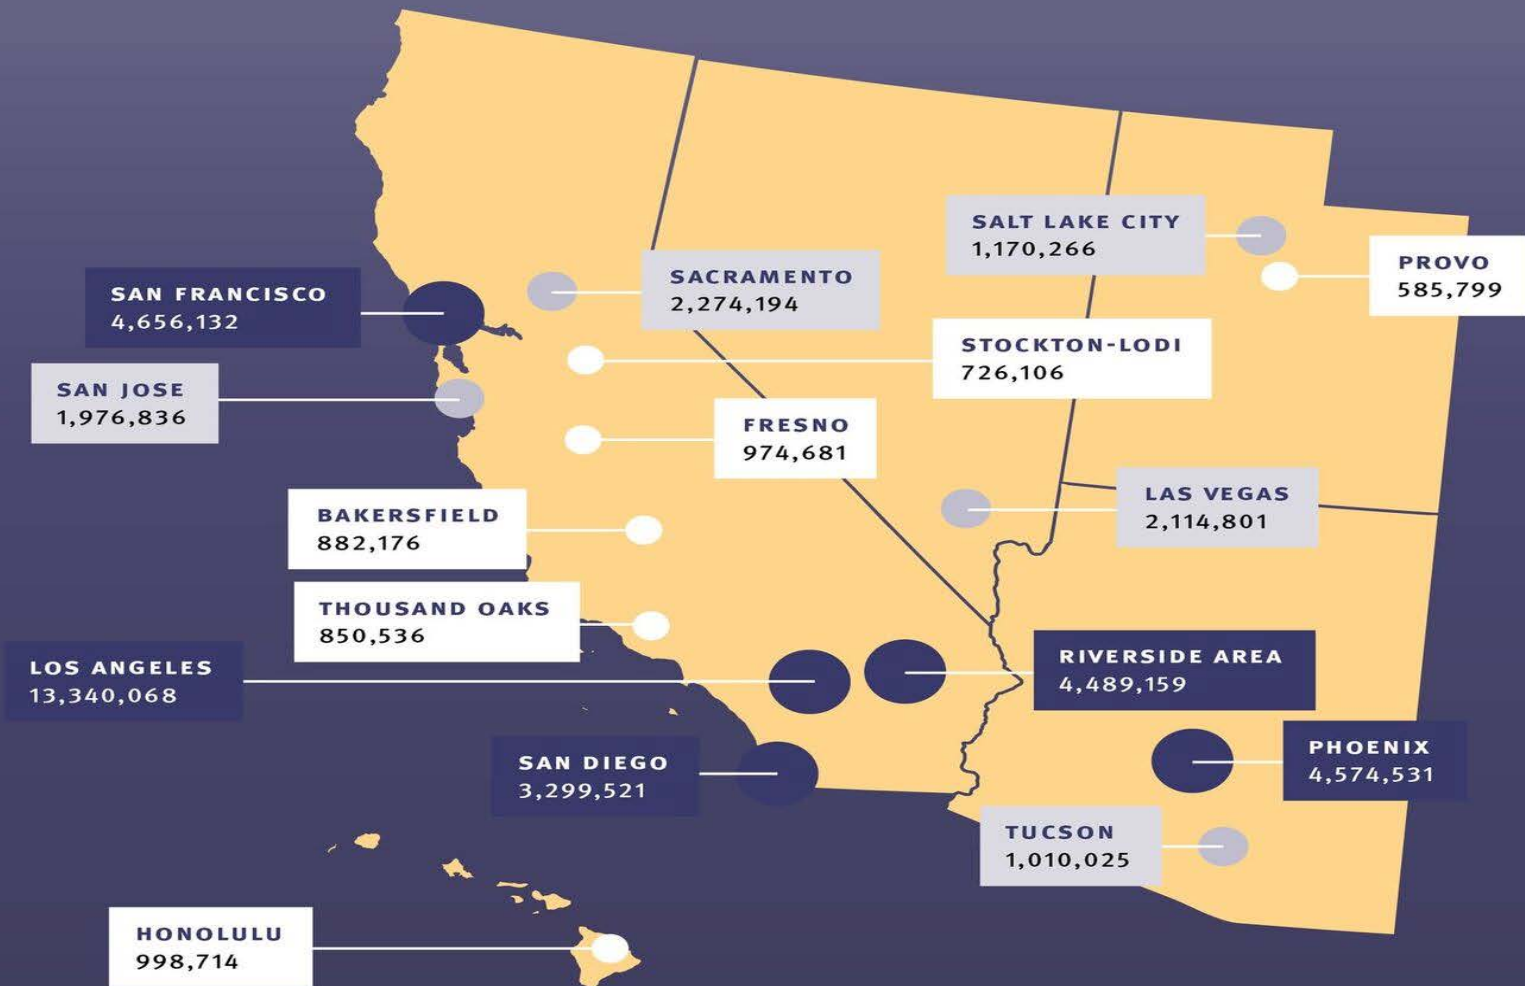 SALT LAKE CITY
1,170,266
PROVO
585,799
SACRAMENTO
2,274,194
SAN FRANCISCO
4,656,132
STOCKTON-LODI
726,106
SAN JOSE
1,976,836
FRESNO
974,681
LAS VEGAS
2,114,801
BAKERSFIELD
882,176
THOUSAND OAKS
850,536
LOS ANGELES
13,340,068
RIVERSIDE AREA
4,489,159
PHOENIX
4,574,531
SAN DIEGO
3,299,521
TUCSON
1,010,025
HONOLULU
998,714